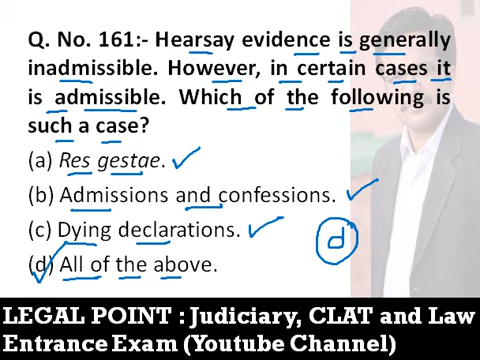 Q. No. 161:- Hearsay evidence is generally
inadmissible. However, in certain cases it
is admissible. Which of the following is
such a case?
(a) Res gestae.
(b) Admissions and confessions.
(c) Dying declarations.
(d) All of the above.
d
LEGAL POINT : Judiciary, CLAT and Law
Entrance Exam (Youtube Channel)